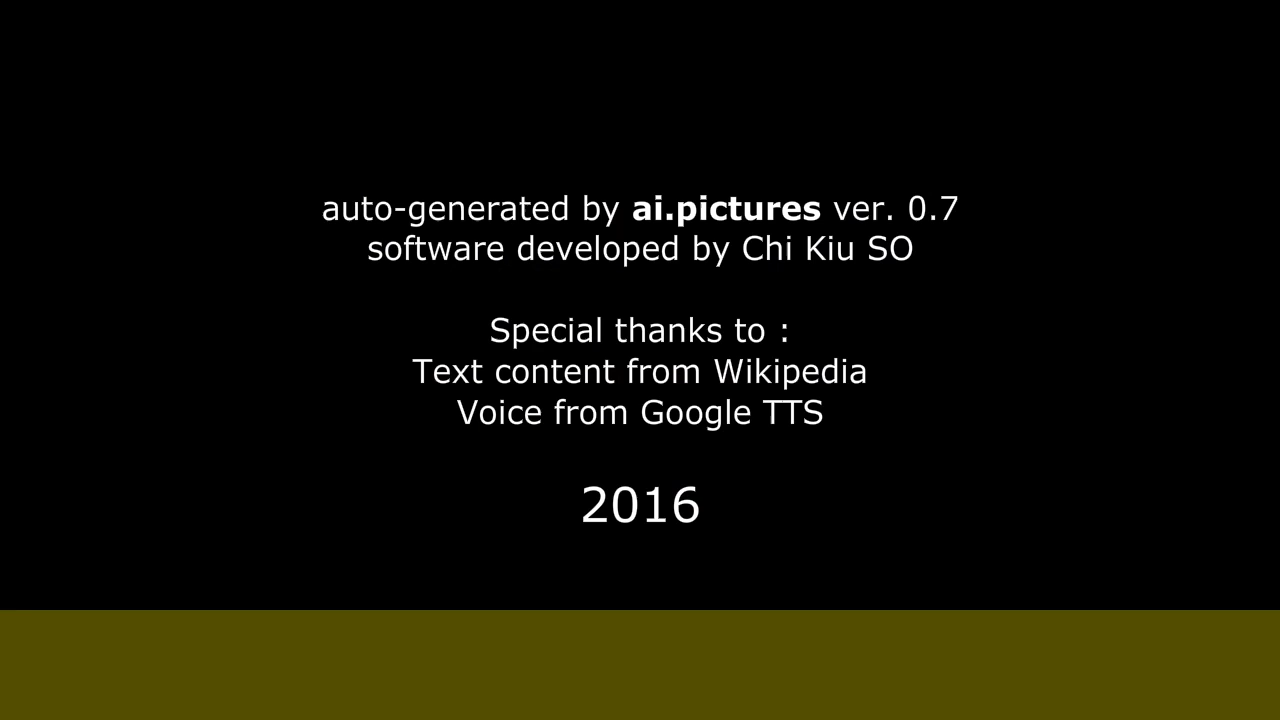 auto-generated by ai.pictures ver. 0.7
software developed by Chi Kiu SO
Special thanks to :
Text content from Wikipedia
Voice from Google TTS
2016